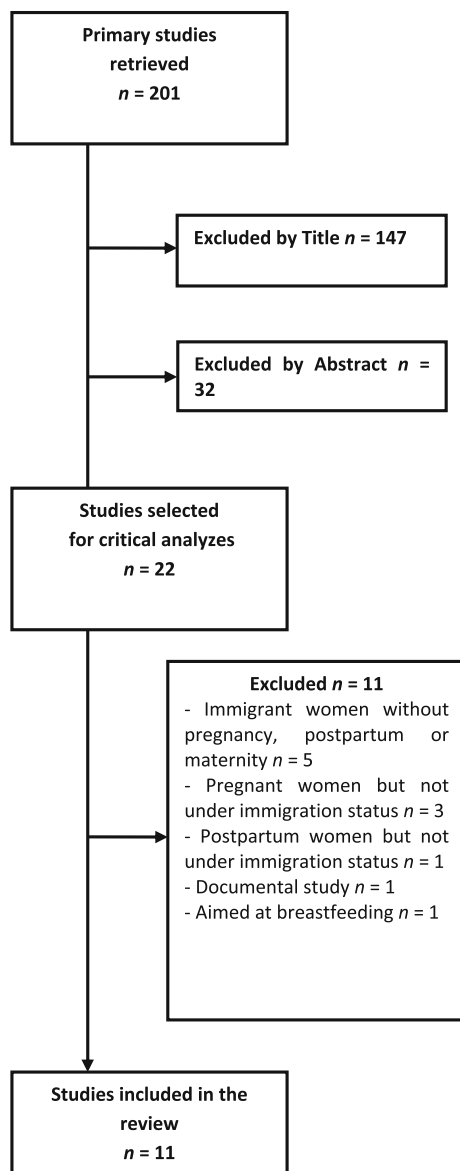 Primary studies
retrieved
n = 201
Excluded by Title n = 147
Excluded by Abstract n =
32
Studies selected
for critical analyzes
n = 22
Excluded n = 11
- Immigrant women without
pregnancy, postpartum or
maternity n = 5
- Pregnant women but not
under immigration status n = 3
- Postpartum women but not
under immigration status n = 1
- Documental study n = 1
- Aimed at breastfeeding n = 1
Studies included in the
review
n = 11